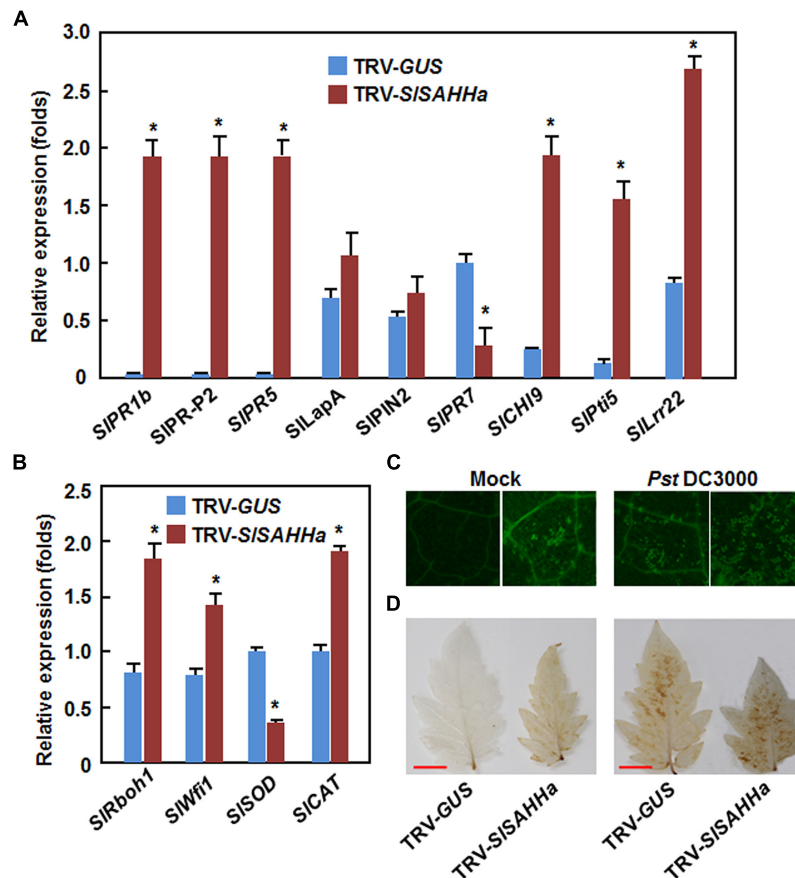 A
Relative expression (folds)
3.0
2.5
2.0
1.5
1.0
0.5
0
TRV-GUS
TRV-SlSAHHa
* * * * * * *
SlPR1b SlPR-P2 SlPR5 SlLapA SlPIN2 SlPR7 SlCHI9 SlPti5 SlLrr22
B
Relative expression (folds)
2.5
2.0
1.5
1.0
0.5
0
TRV-GUS
TRV-SlSAHHa
* * * *
SlRboh1 SlWfi1 SlSOD SlCAT
C
Mock Pst DC3000
D
TRV-GUS TRV-SlSAHHa TRV-GUS TRV-SlSAHHa